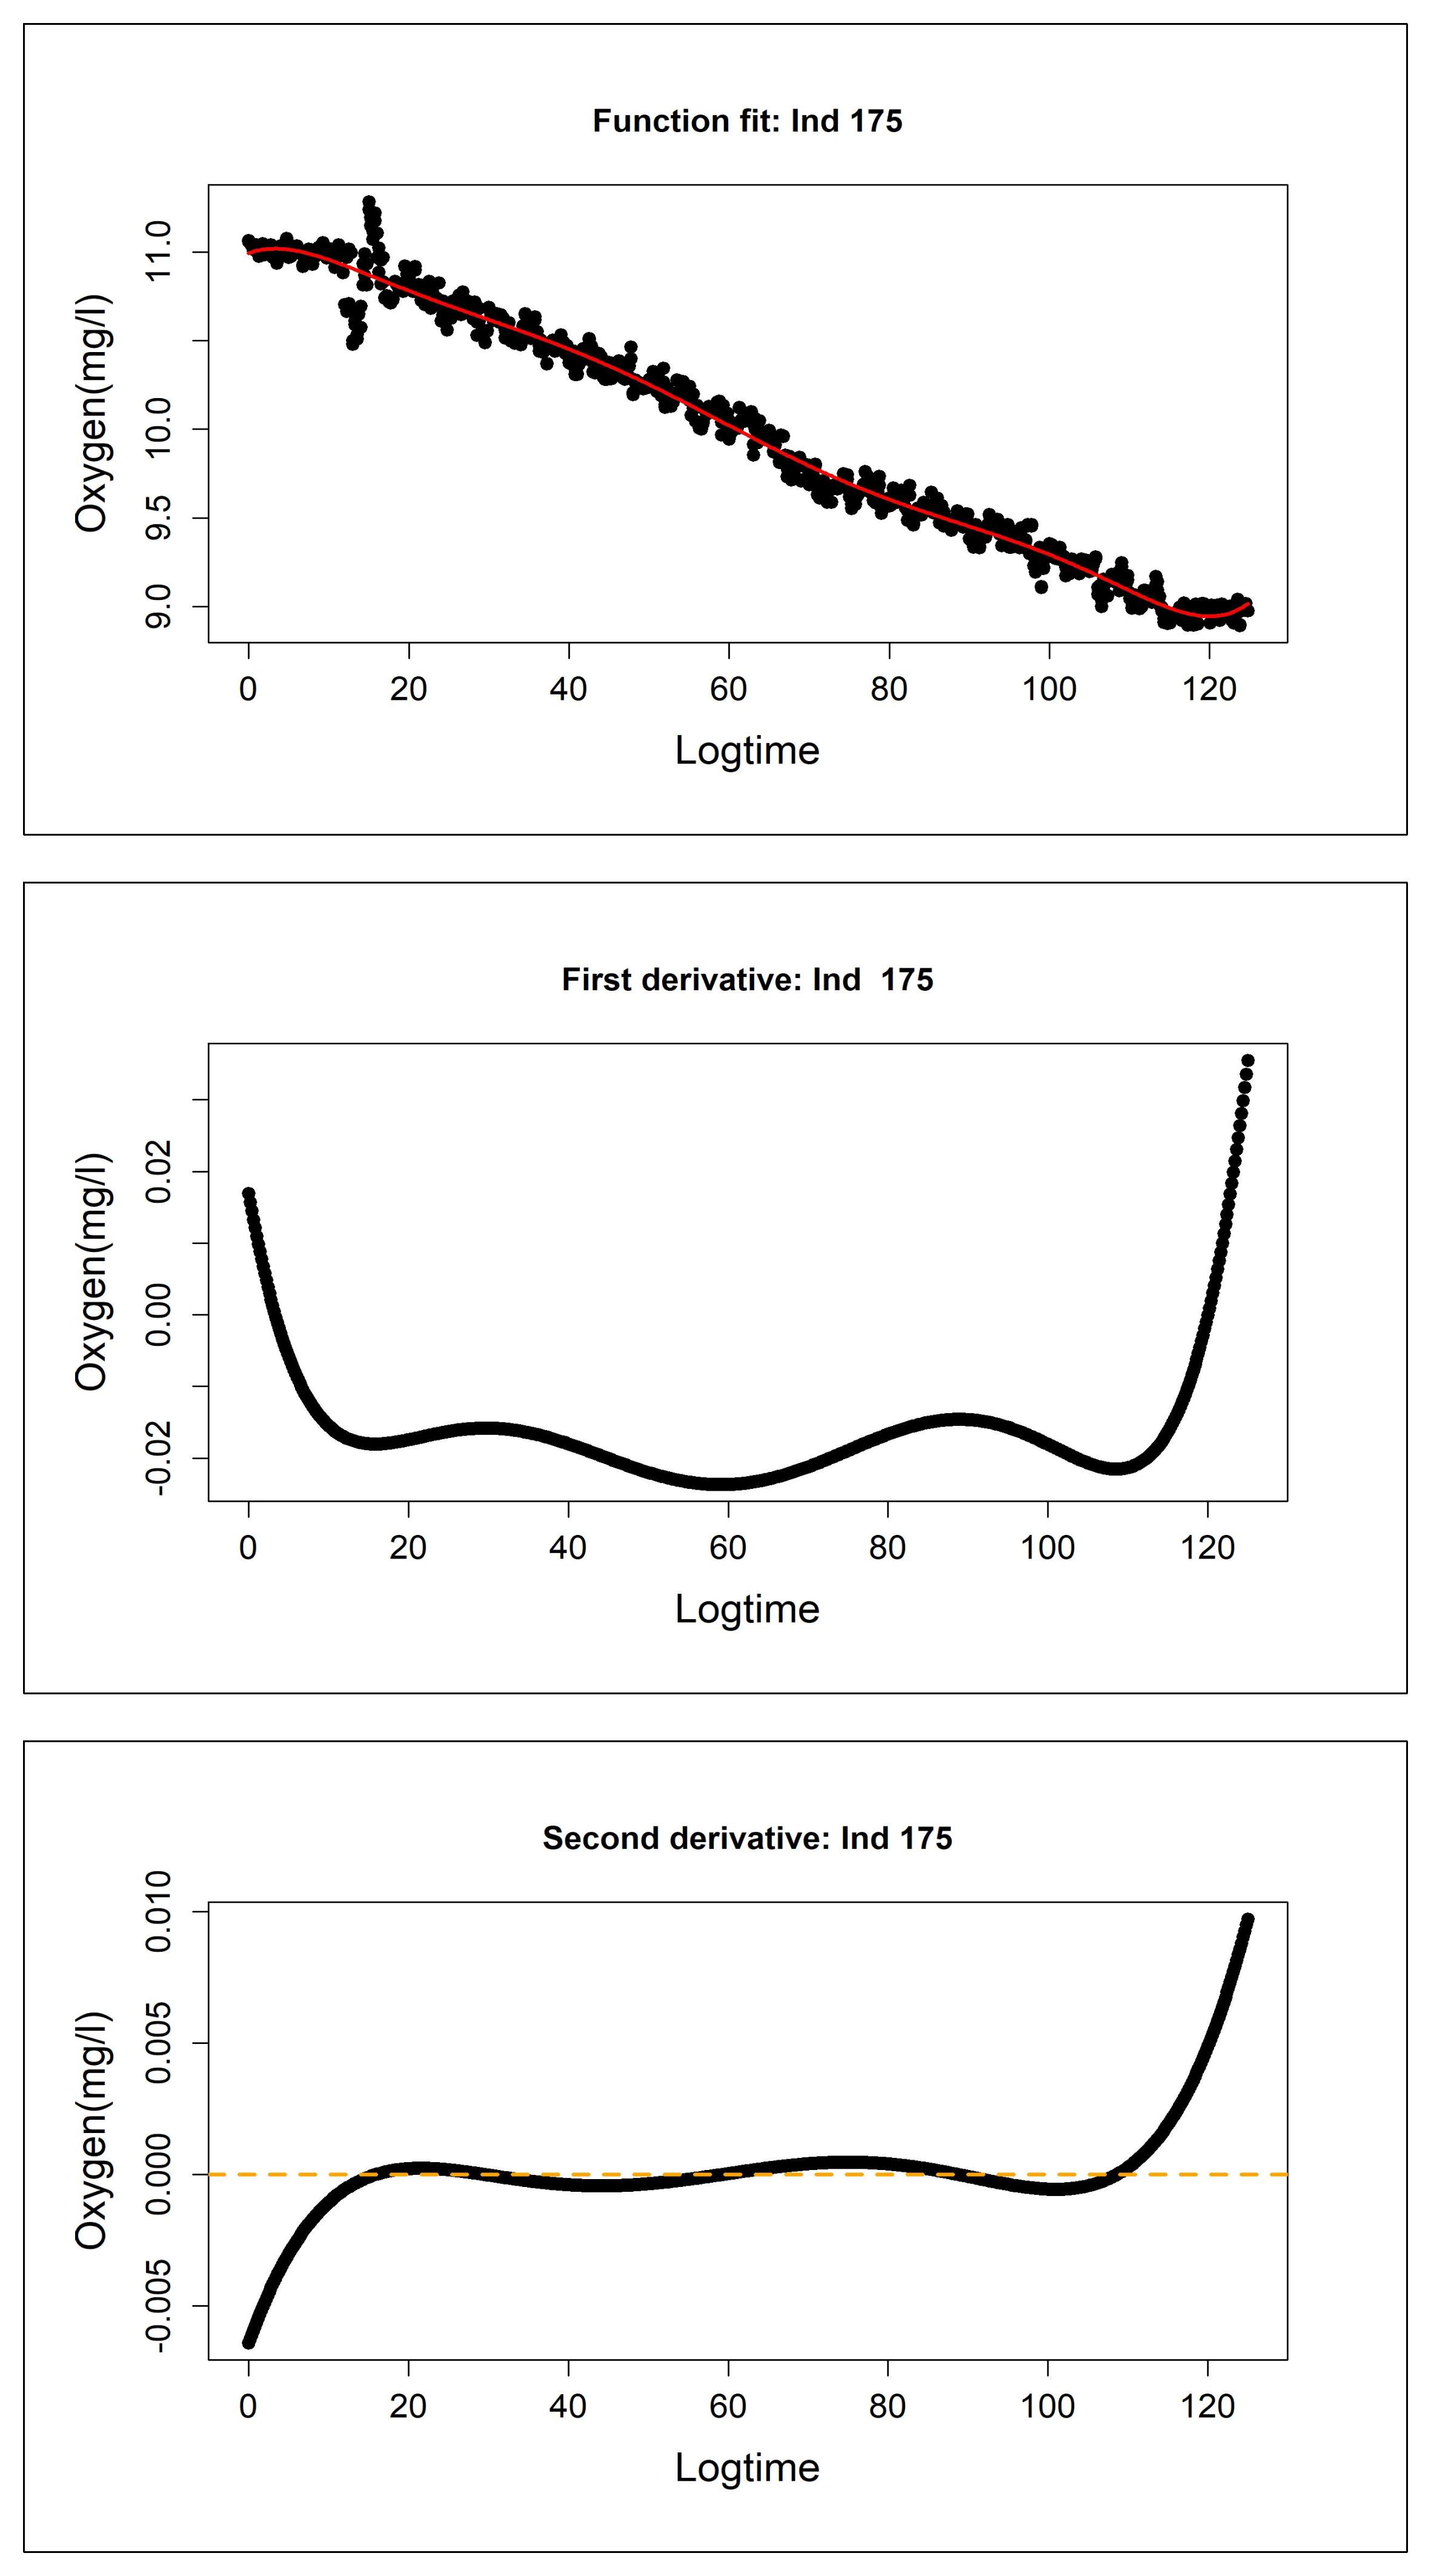 Function fit: Ind 175
Oxygen(mg/l)
11.0
10.0
9.5
9.0
0 20 40 60 80 100 120
Logtime
First derivative: Ind  175
Oxygen(mg/l)
0.02
0.00
-0.02
0 20 40 60 80 100 120
Logtime
Second derivative: Ind 175
Oxygen(mg/l)
0.010
0.005
0.000
-0.005
0 20 40 60 80 100 120
Logtime